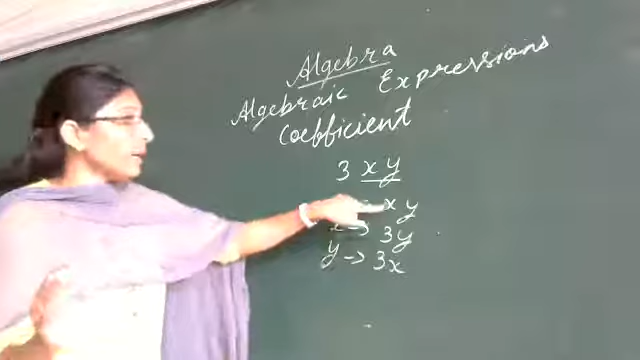 Algebra
Algebraic Expressions
Coefficient
3 x y
x y
x -> 3y
y -> 3x